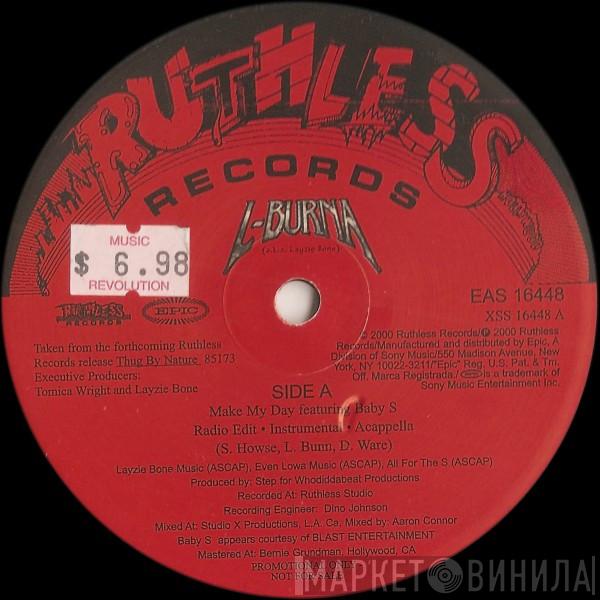 RUTHLESS
RECORDS
L-BURNA
(a.k.a. Layzie Bone)
MUSIC
$ 6.98
REVOLUTION
RUTHLESS
RECORDS
EPIC
EAS 16448
XSS 16448 A
Taken from the forthcoming Ruthless
Records release Thug By Nature 85173
Executive Producers:
Tomica Wright and Layzie Bone
© 2000 Ruthless Records/℗ 2000 Ruthless
Records/Manufactured and distributed by Epic, A
Division of Sony Music/550 Madison Avenue, New
York, NY 10022-3211/"Epic" Reg, U.S. Pat. & Tm.
Off. Marca Registrada./ epic is a trademark of
Sony Music Entertainment Inc.
SIDE A
Make My Day featuring Baby S
Radio Edit • Instrumental • Acappella
(S. Howse, L. Bunn, D. Ware)
Layzie Bone Music (ASCAP), Even Lowa Music (ASCAP), All For The S (ASCAP)
Produced by: Step for Whodiddabeat Productions
Recorded At: Ruthless Studio
Recording Engineer: Dino Johnson
Mixed At: Studio X Productions, L.A. Ca, Mixed by: Aaron Connor
Baby S appears courtesy of BLAST ENTERTAINMENT
Mastered At: Bernie Grundman, Hollywood, CA
PROMOTIONAL ONLY
NOT FOR SALE
МАРКЕТ ВИНИЛА